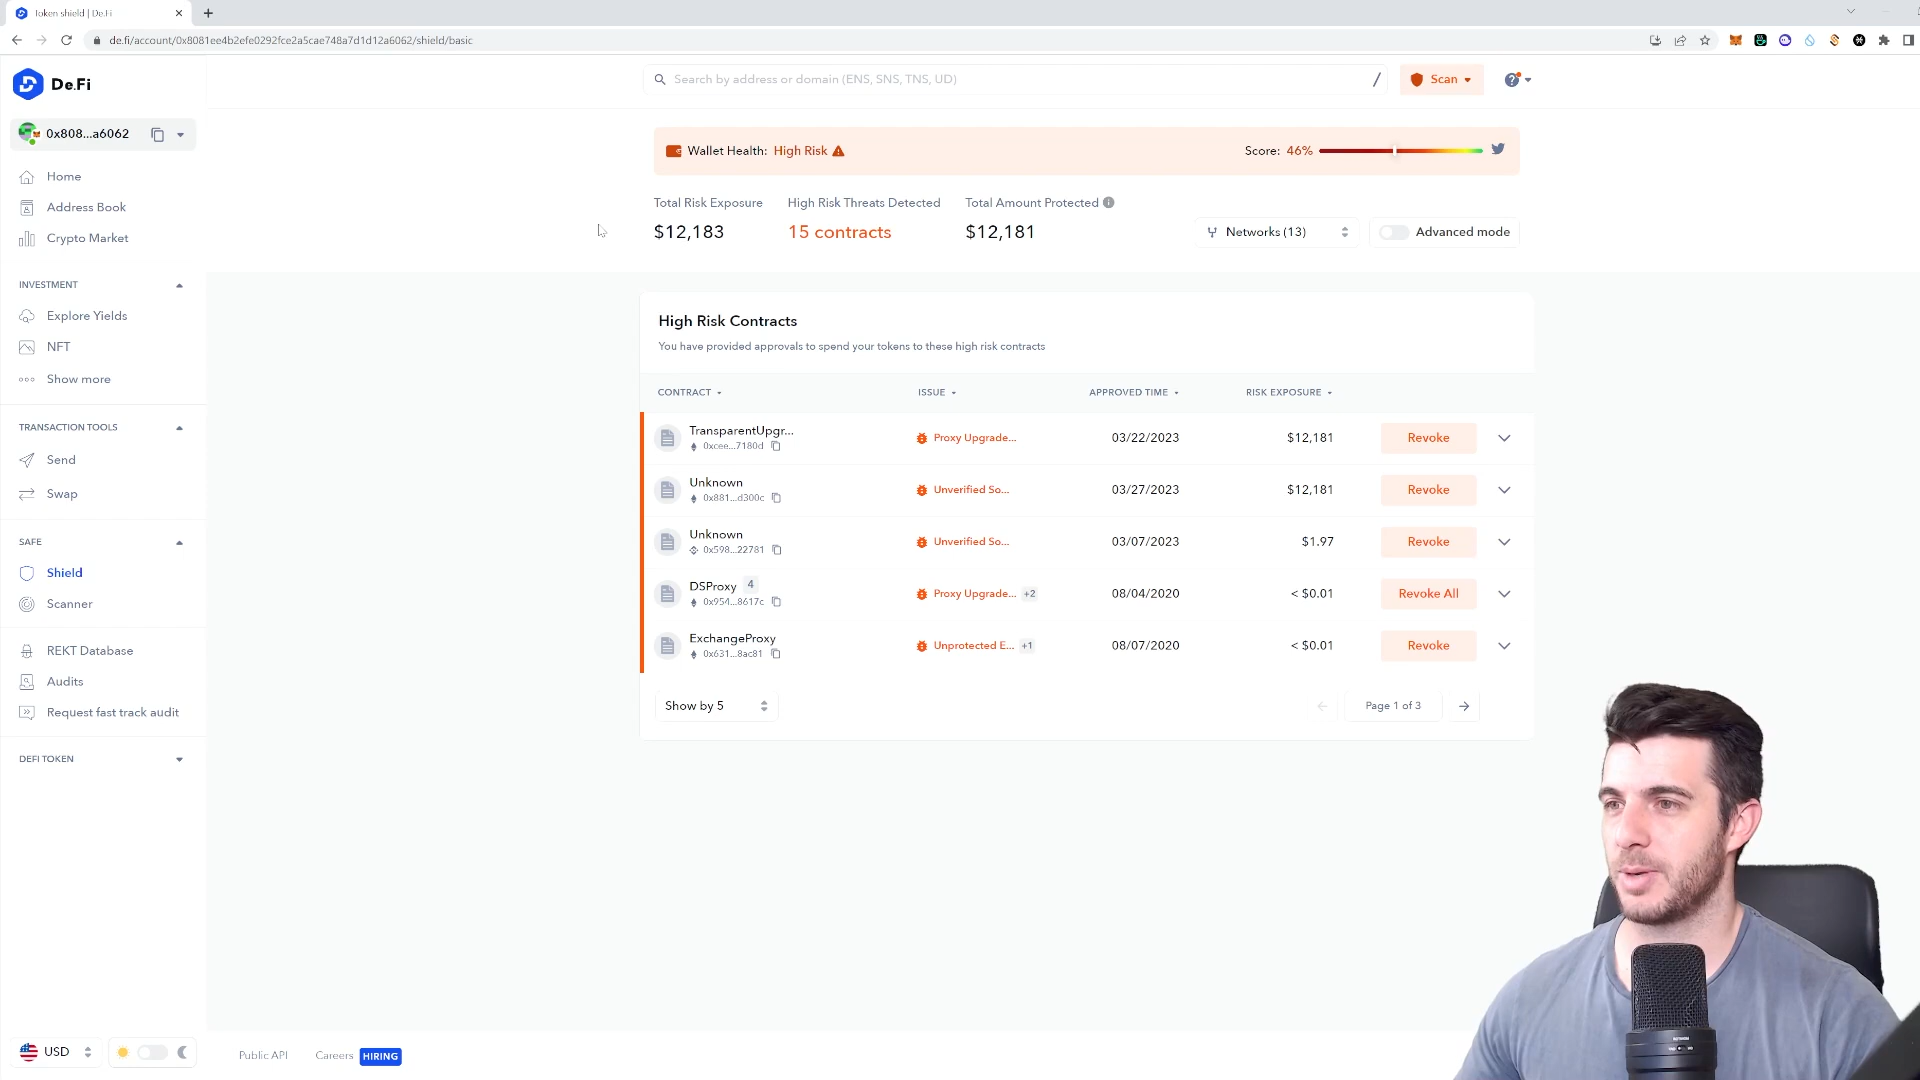 Token shield | De.Fi
de.fi/account/0x8081ee4b2efe0292fce2a5cae748a7d1d12a6062/shield/basic
De.Fi
Search by address or domain (ENS, SNS, TNS, UD)
/
Scan
0x808...a6062
Wallet Health: High Risk
Score: 46%
Home
Address Book
Crypto Market
Total Risk Exposure
High Risk Threats Detected
Total Amount Protected
$12,183
15 contracts
$12,181
Networks (13)
Advanced mode
INVESTMENT
Explore Yields
NFT
Show more
TRANSACTION TOOLS
Send
Swap
SAFE
Shield
Scanner
REKT Database
Audits
Request fast track audit
DEFI TOKEN
High Risk Contracts
You have provided approvals to spend your tokens to these high risk contracts
CONTRACT
ISSUE
APPROVED TIME
RISK EXPOSURE
TransparentUpgr...
0xcee...7180d
Proxy Upgrade...
03/22/2023
$12,181
Revoke
Unknown
0x881...d300c
Unverified So...
03/27/2023
$12,181
Revoke
Unknown
0x598...22781
Unverified So...
03/07/2023
$1.97
Revoke
DSProxy 4
0x954...8617c
Proxy Upgrade... +2
08/04/2020
< $0.01
Revoke All
ExchangeProxy
0x631...8ac81
Unprotected E... +1
08/07/2020
< $0.01
Revoke
Show by 5
Page 1 of 3
USD
Public API
Careers HIRING